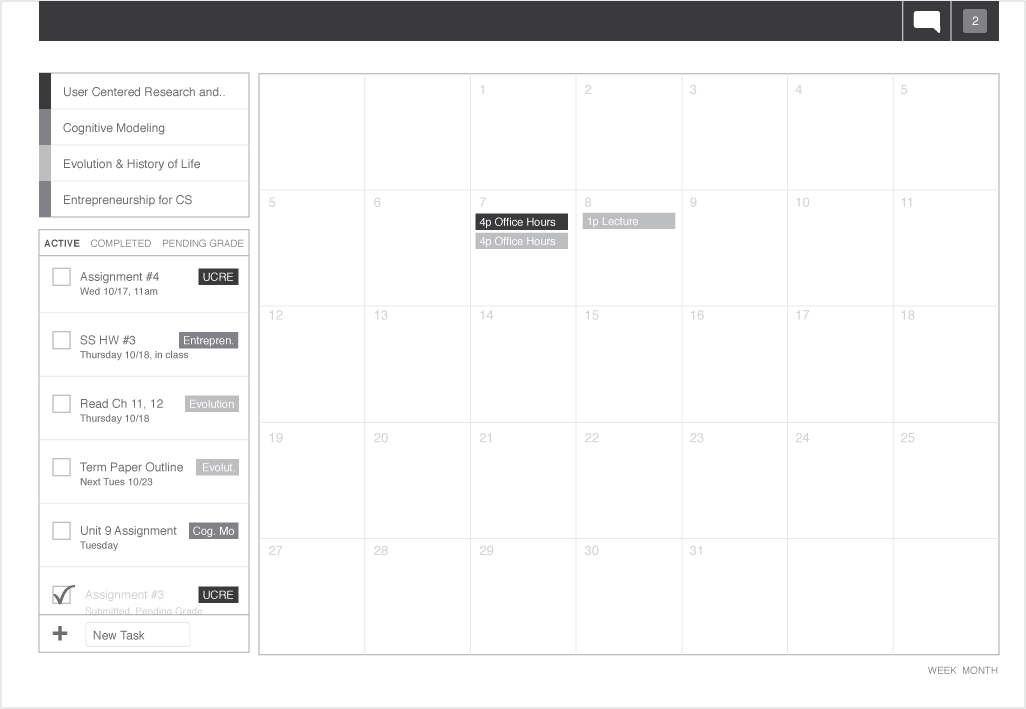 2
User Centered Research and..
Cognitive Modeling
Evolution & History of Life
Entrepreneurship for CS
ACTIVE COMPLETED PENDING GRADE
Assignment #4 UCRE
Wed 10/17, 11am
SS HW #3 Entrepren.
Thursday 10/18, in class
Read Ch 11, 12 Evolution
Thursday 10/18
Term Paper Outline Evolut.
Next Tues 10/23
Unit 9 Assignment Cog. Mo
Tuesday
Assignment #3 UCRE
Submitted, Pending Grade
New Task
1 2 3 4 5
5 6 7 8 9 10 11
4p Office Hours 1p Lecture
4p Office Hours
12 13 14 15 16 17 18
19 20 21 22 23 24 25
27 28 29 30 31
WEEK MONTH